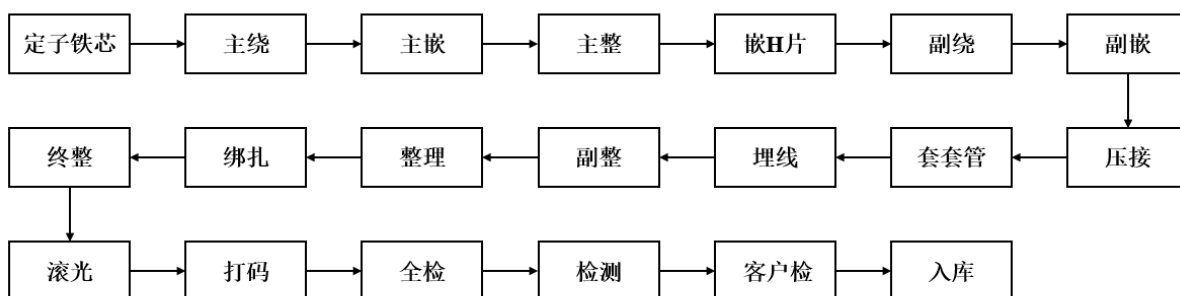 定子铁芯 主绕 主嵌 主整 嵌H片 副绕 副嵌
终整 绑扎 整理 副整 埋线 套套管 压接
滚光 打码 全检 检测 客户检 入库